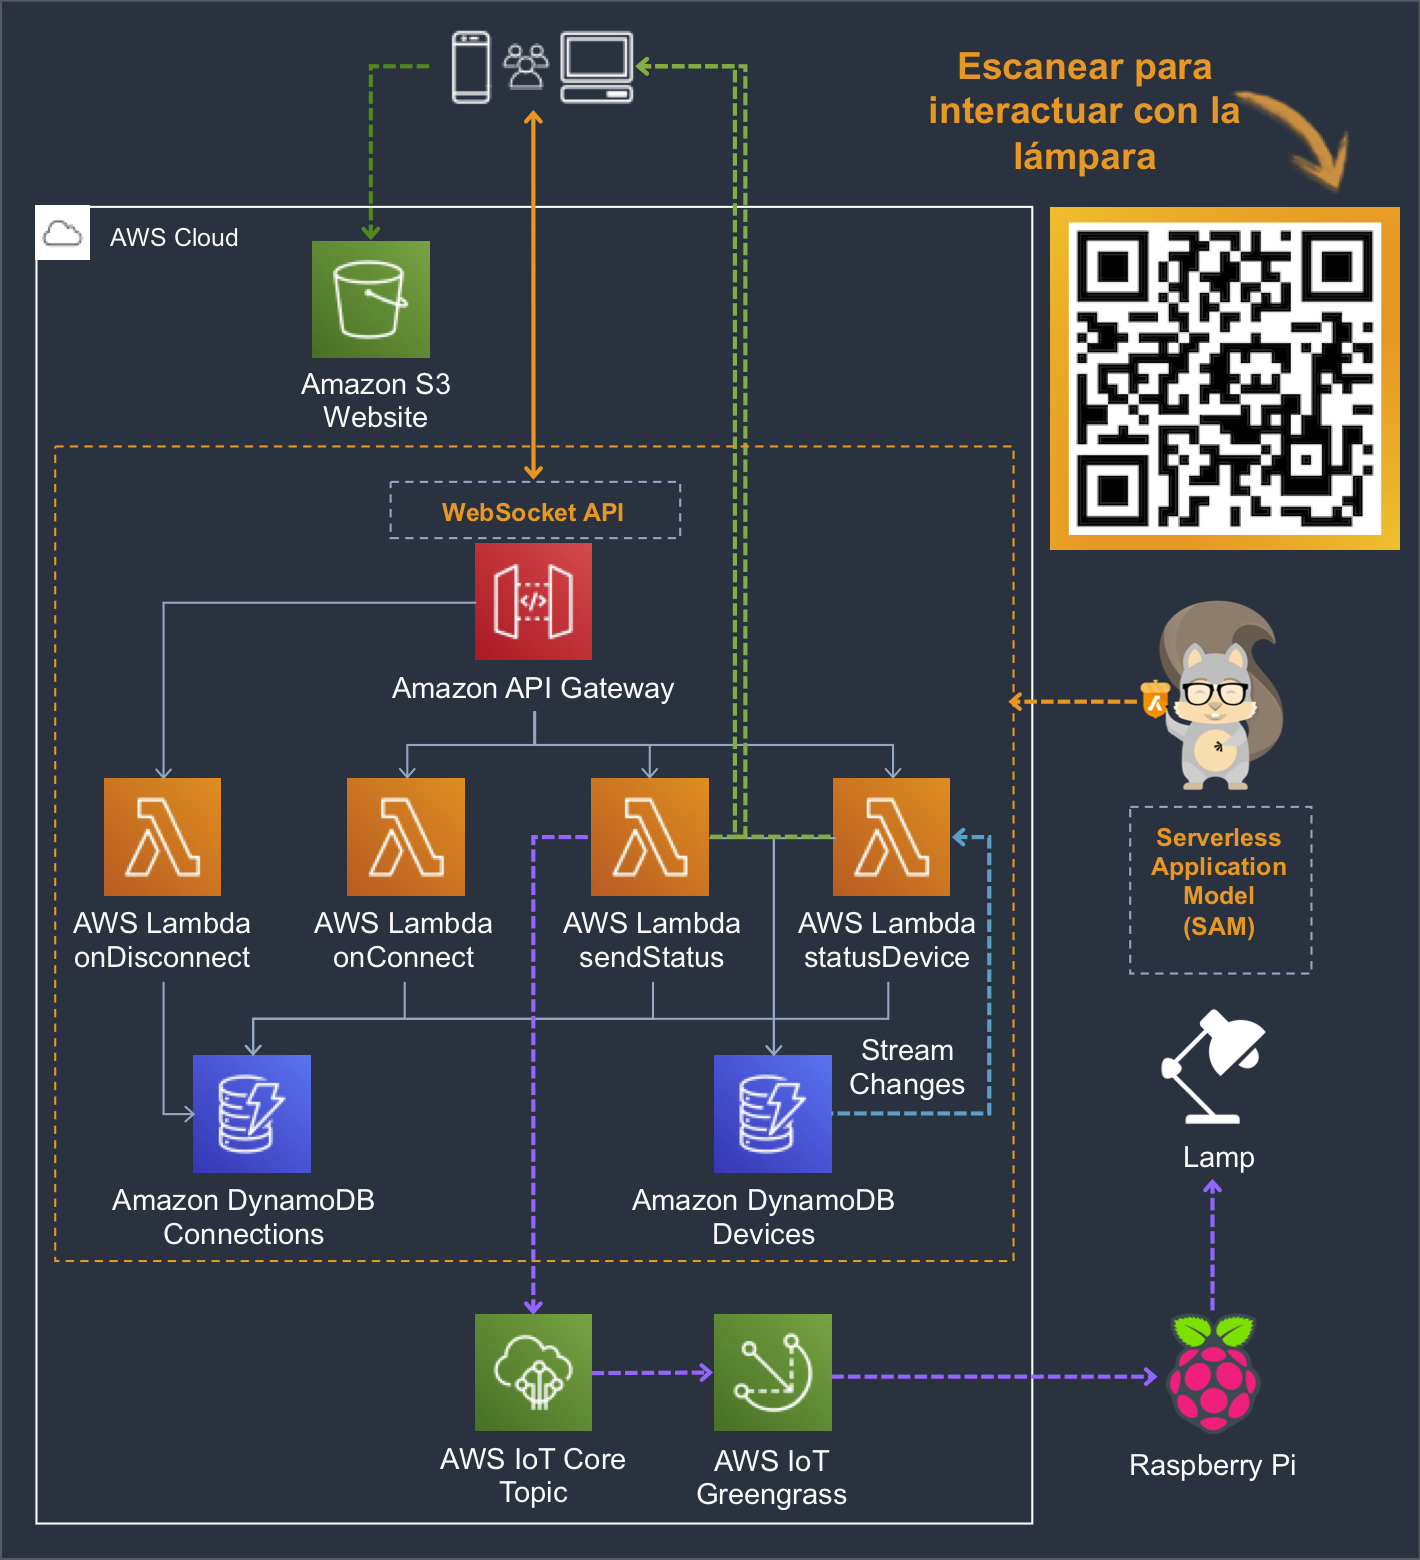 Escanear para
interactuar con la
lámpara
AWS Cloud
Amazon S3
Website
WebSocket API
Amazon API Gateway
AWS Lambda
onDisconnect
AWS Lambda
onConnect
AWS Lambda
sendStatus
AWS Lambda
statusDevice
Serverless
Application
Model
(SAM)
Stream
Changes
Lamp
Amazon DynamoDB
Connections
Amazon DynamoDB
Devices
AWS IoT Core
Topic
AWS IoT
Greengrass
Raspberry Pi